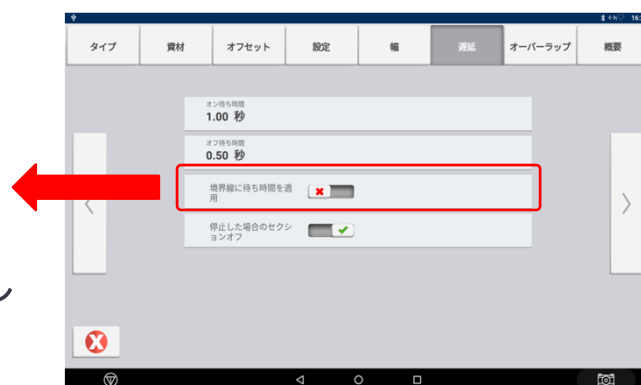 16:
タイプ 資材 オフセット 設定 幅 遅延 オーバーラップ 概要
オン待ち時間
1.00 秒
オフ待ち時間
0.50 秒
境界線に待ち時間を適
用
停止した場合のセクシ
ョンオフ